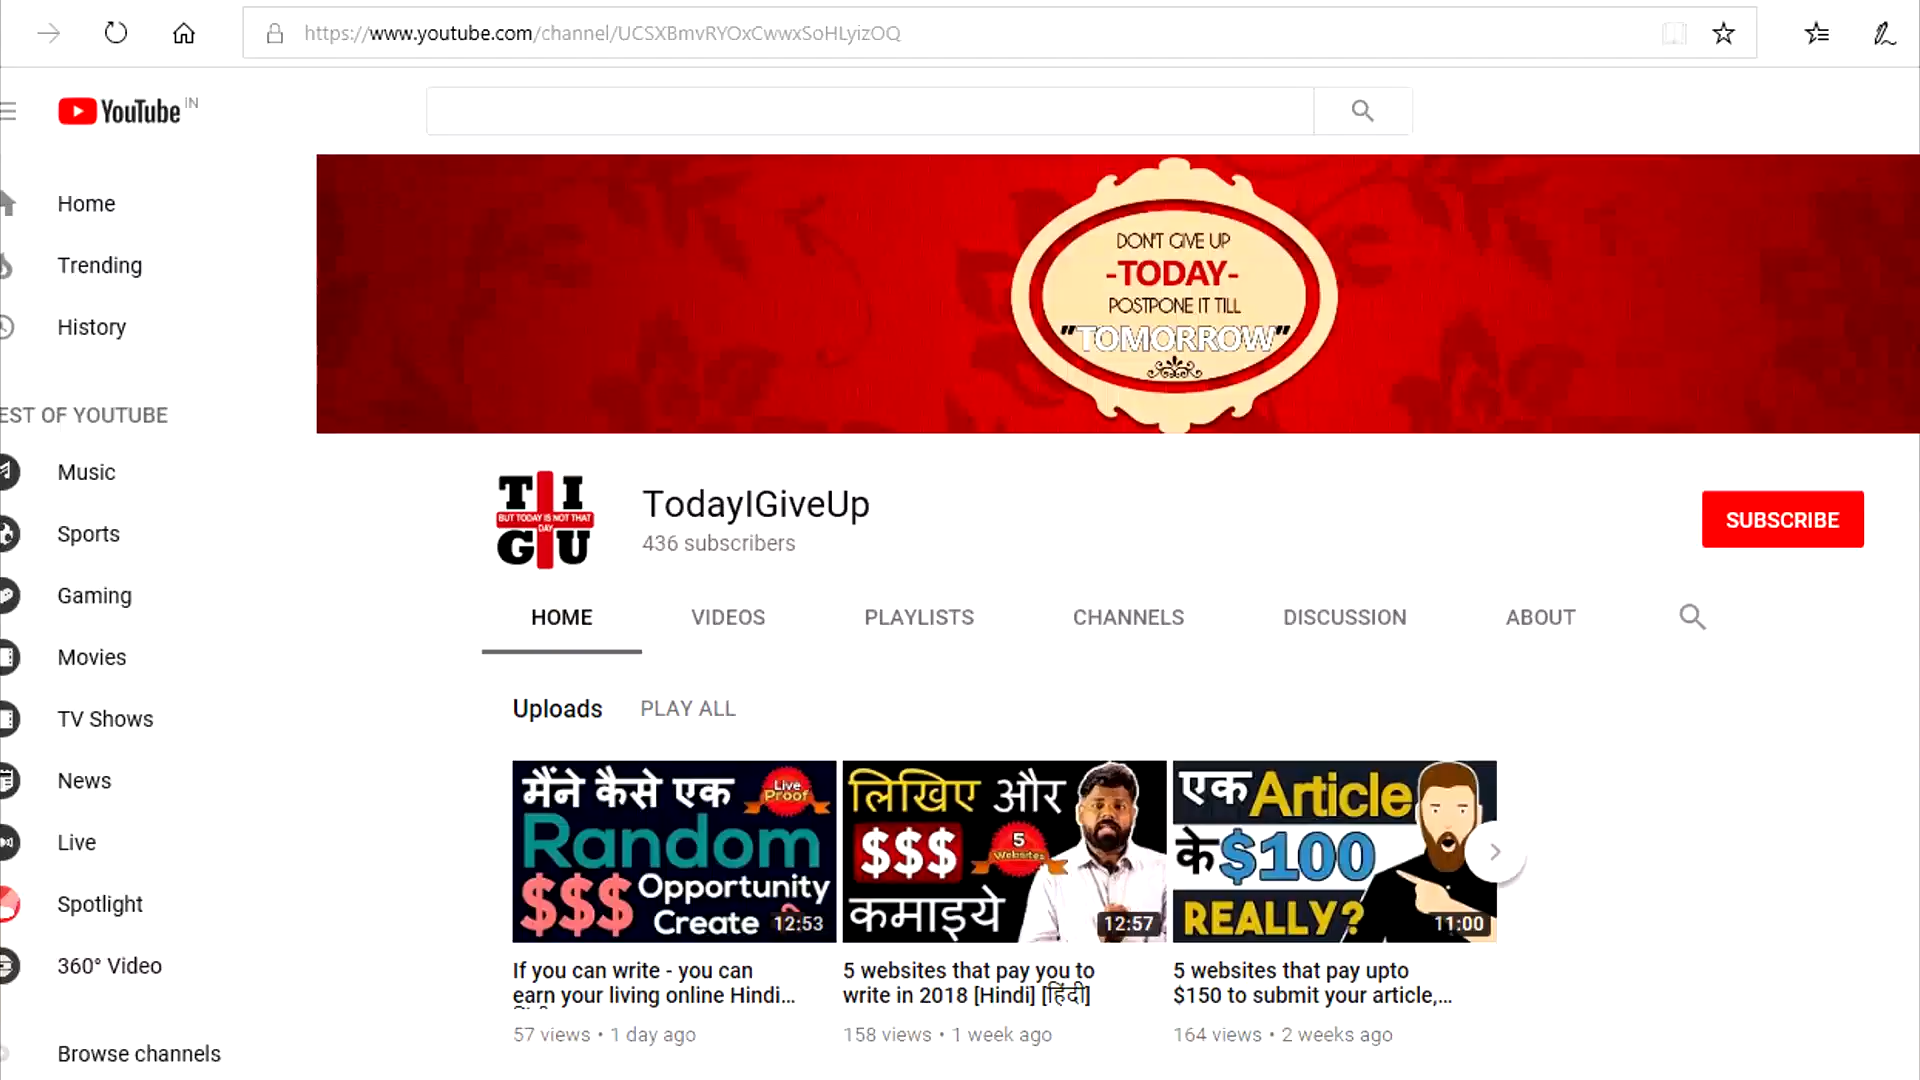 https://www.youtube.com/channel/UCSXBmvRYOxCwwxSoHLyizOQ
YouTube IN
Home
Trending
History
EST OF YOUTUBE
Music
Sports
Gaming
Movies
TV Shows
News
Live
Spotlight
360° Video
Browse channels
DON'T GIVE UP
-TODAY-
POSTPONE IT TILL
"TOMORROW"
T I
BUT TODAY IS NOT THAT
DAY
G U
TodayIGiveUp
436 subscribers
SUBSCRIBE
HOME VIDEOS PLAYLISTS CHANNELS DISCUSSION ABOUT
Uploads PLAY ALL
मैंने कैसे एक
Live
Proof
Random
$$$ Opportunity
Create 12:53
लिखिए और
$$$
5
Websites
कमाइये
12:57
एक Article
के $100
REALLY?
11:00
If you can write - you can
earn your living online Hindi...
57 views • 1 day ago
5 websites that pay you to
write in 2018 [Hindi] [हिंदी]
158 views • 1 week ago
5 websites that pay upto
$150 to submit your article,...
164 views • 2 weeks ago